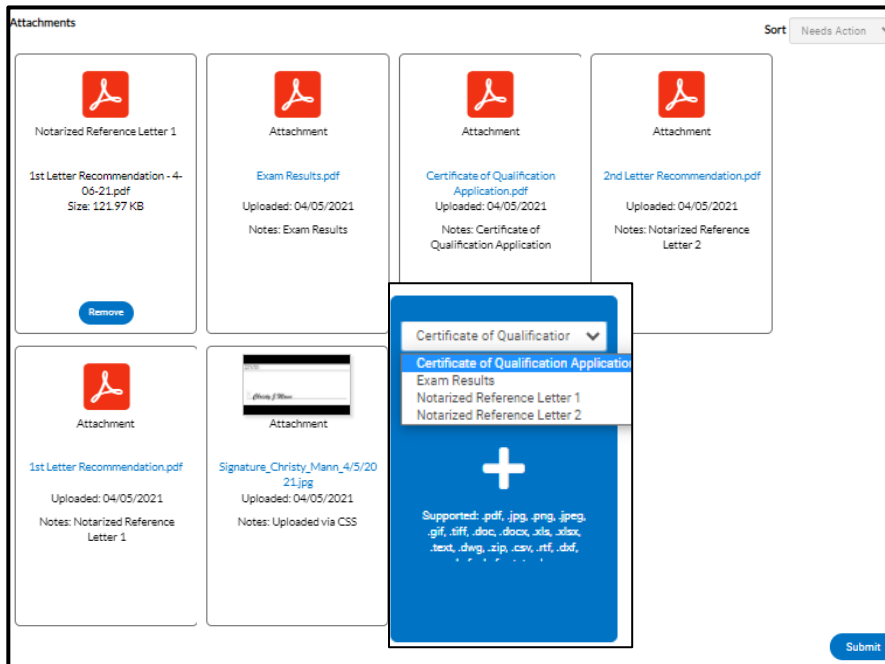 Attachments
Sort
Needs Action
Notarized Reference Letter 1
1st Letter Recommendation - 4-
06-21.pdf
Size: 121.97 KB
Remove
Attachment
Exam Results.pdf
Uploaded: 04/05/2021
Notes: Exam Results
Attachment
Certificate of Qualification
Application.pdf
Uploaded: 04/05/2021
Notes: Certificate of
Qualification Application
Attachment
2nd Letter Recommendation.pdf
Uploaded: 04/05/2021
Notes: Notarized Reference
Letter 2
Attachment
1st Letter Recommendation.pdf
Uploaded: 04/05/2021
Notes: Notarized Reference
Letter 1
Christy J Mann
Attachment
Signature_Christy_Mann_4/5/20
21.jpg
Uploaded: 04/05/2021
Notes: Uploaded via CSS
Certificate of Qualification
Certificate of Qualification Application
Exam Results
Notarized Reference Letter 1
Notarized Reference Letter 2
Supported: .pdf, .jpg, .png, .jpeg,
.gif, .tiff, .doc, .docx, .xls, .xlsx,
.text, .dwg, .zip, .csv, .rtf, .dxf,
Submit